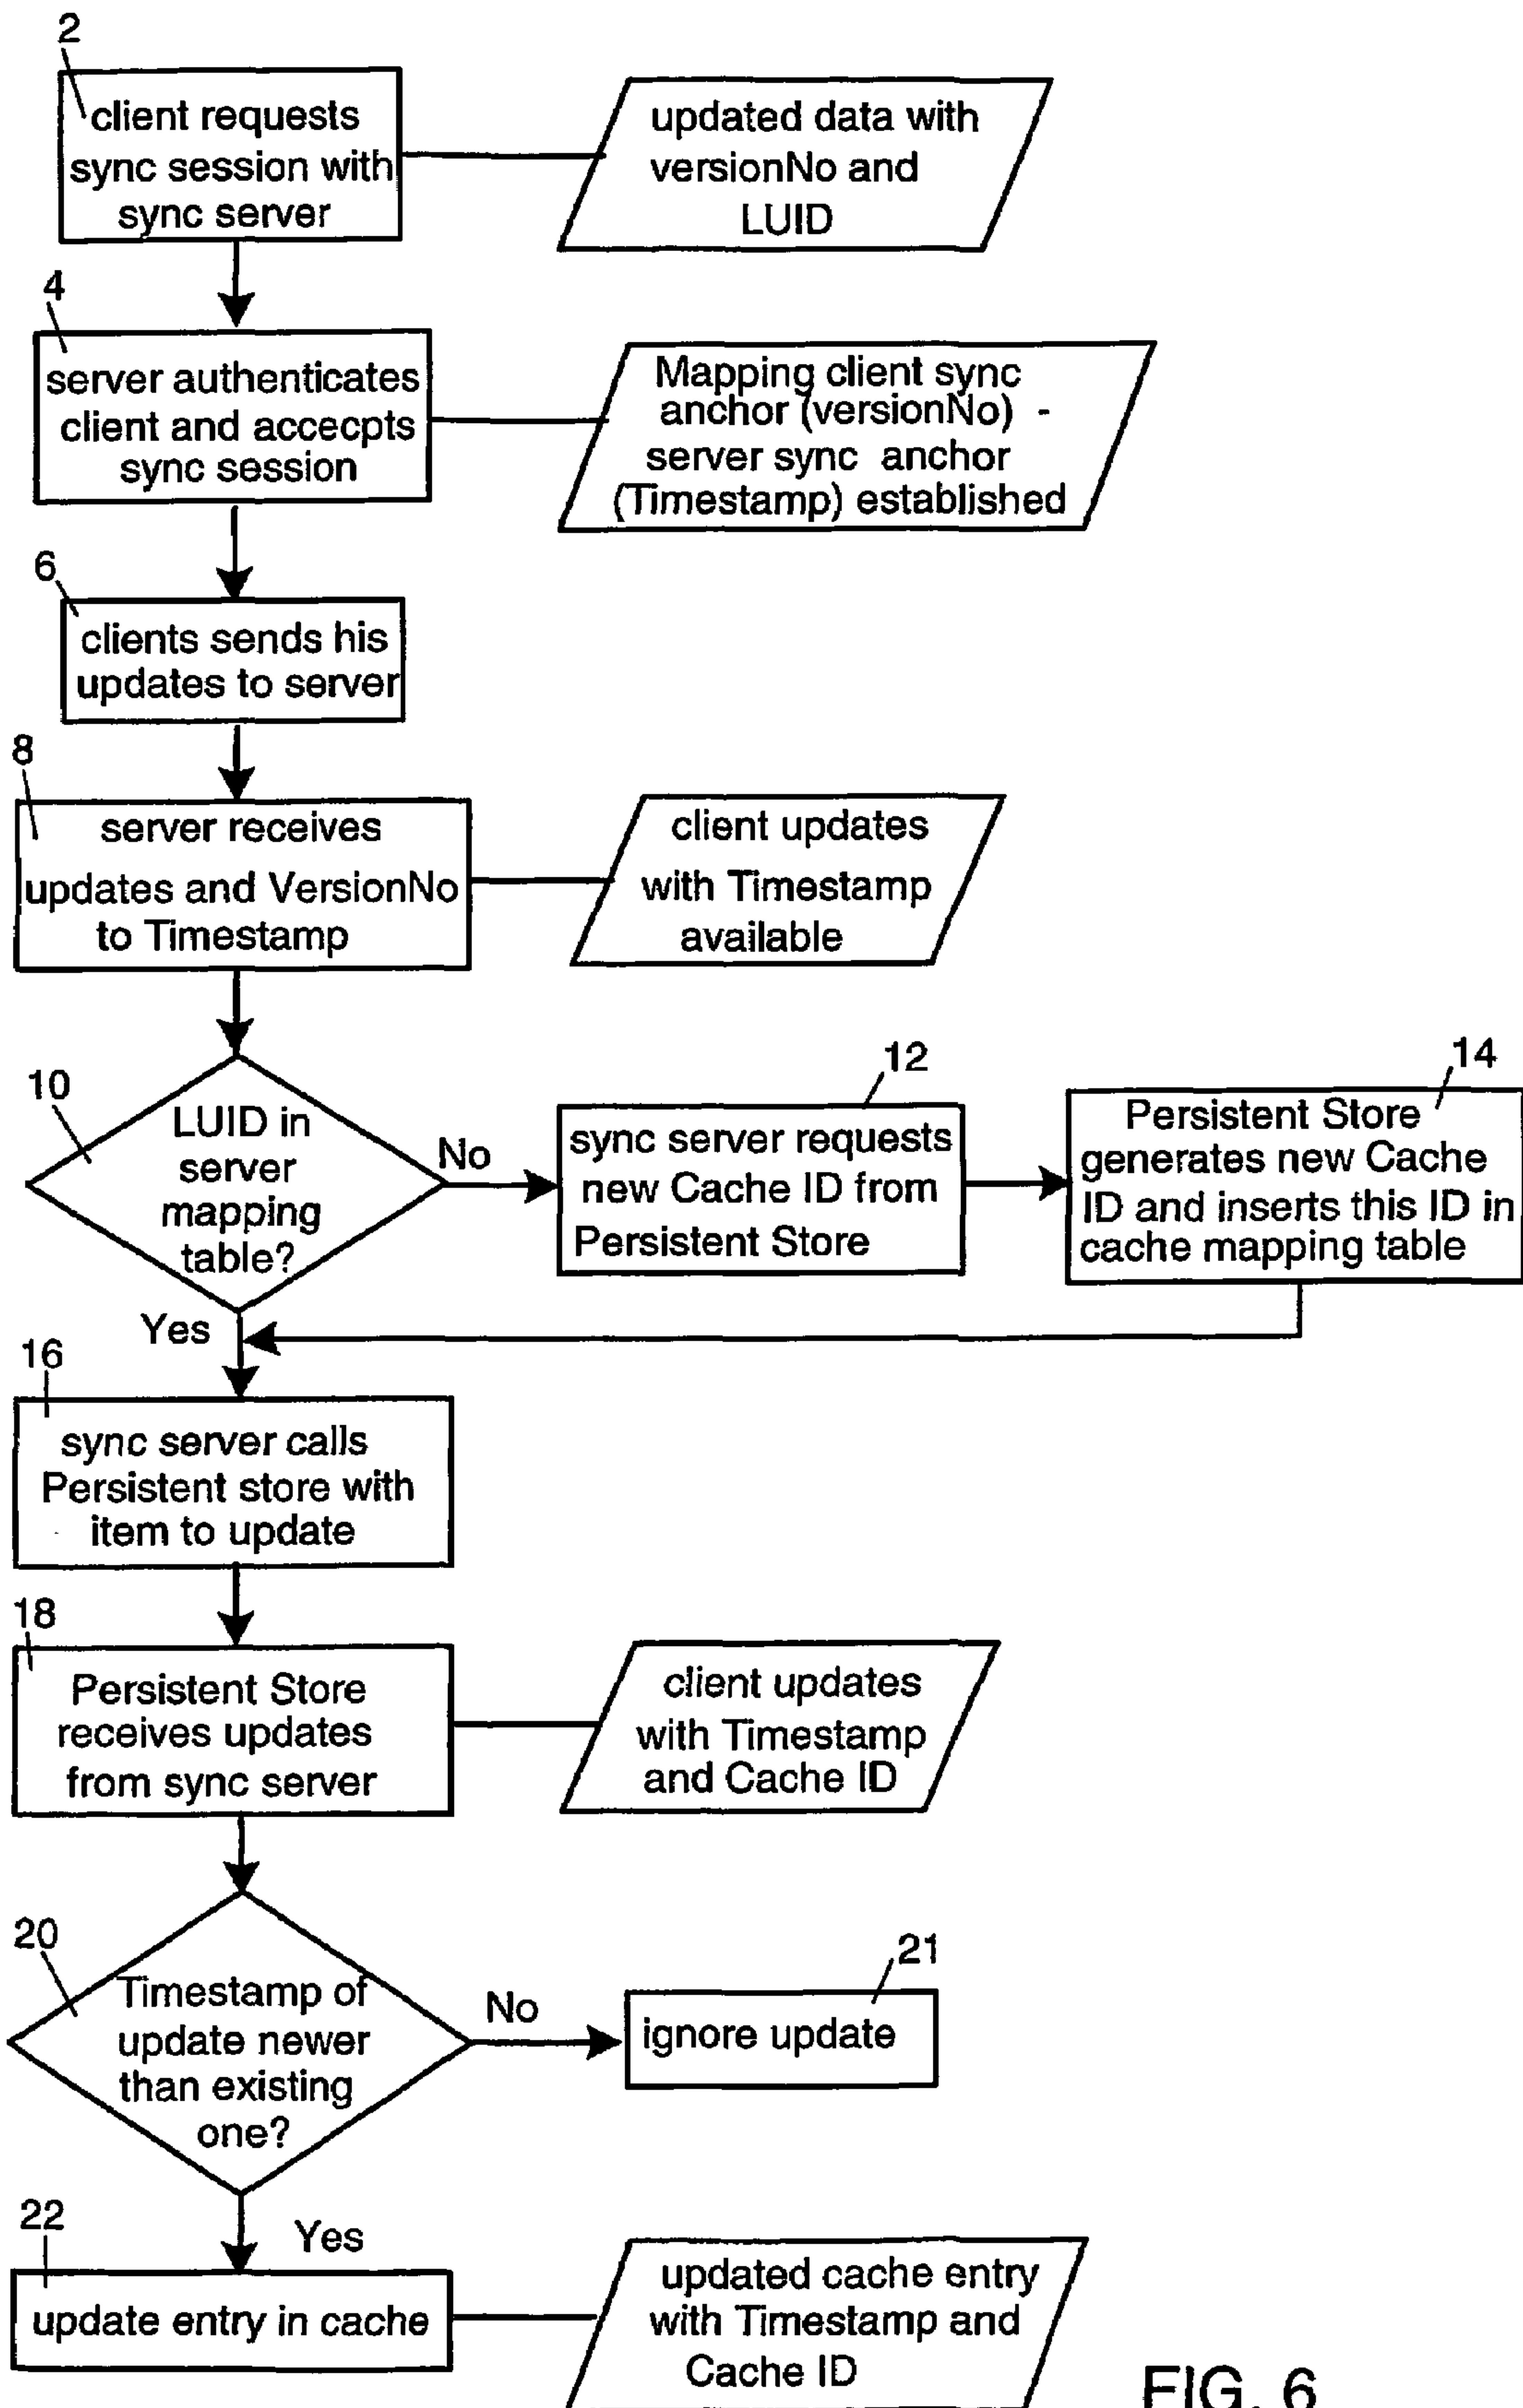 2
client requests
sync session with
sync server
updated data with
versionNo and
LUID
4
server authenticates
client and accecpts
sync session
Mapping client sync
anchor (versionNo) -
server sync anchor
(Timestamp) established
6
clients sends his
updates to server
8
server receives
updates and VersionNo
to Timestamp
client updates
with Timestamp
available
10
LUID in
server
mapping
table?
No
12
sync server requests
new Cache ID from
Persistent Store
14
Persistent Store
generates new Cache
ID and inserts this ID in
cache mapping table
Yes
16
sync server calls
Persistent store with
item to update
18
Persistent Store
receives updates
from sync server
client updates
with Timestamp
and Cache ID
20
Timestamp of
update newer
than existing
one?
No
21
ignore update
22
Yes
update entry in cache
updated cache entry
with Timestamp and
Cache ID
FIG. 6